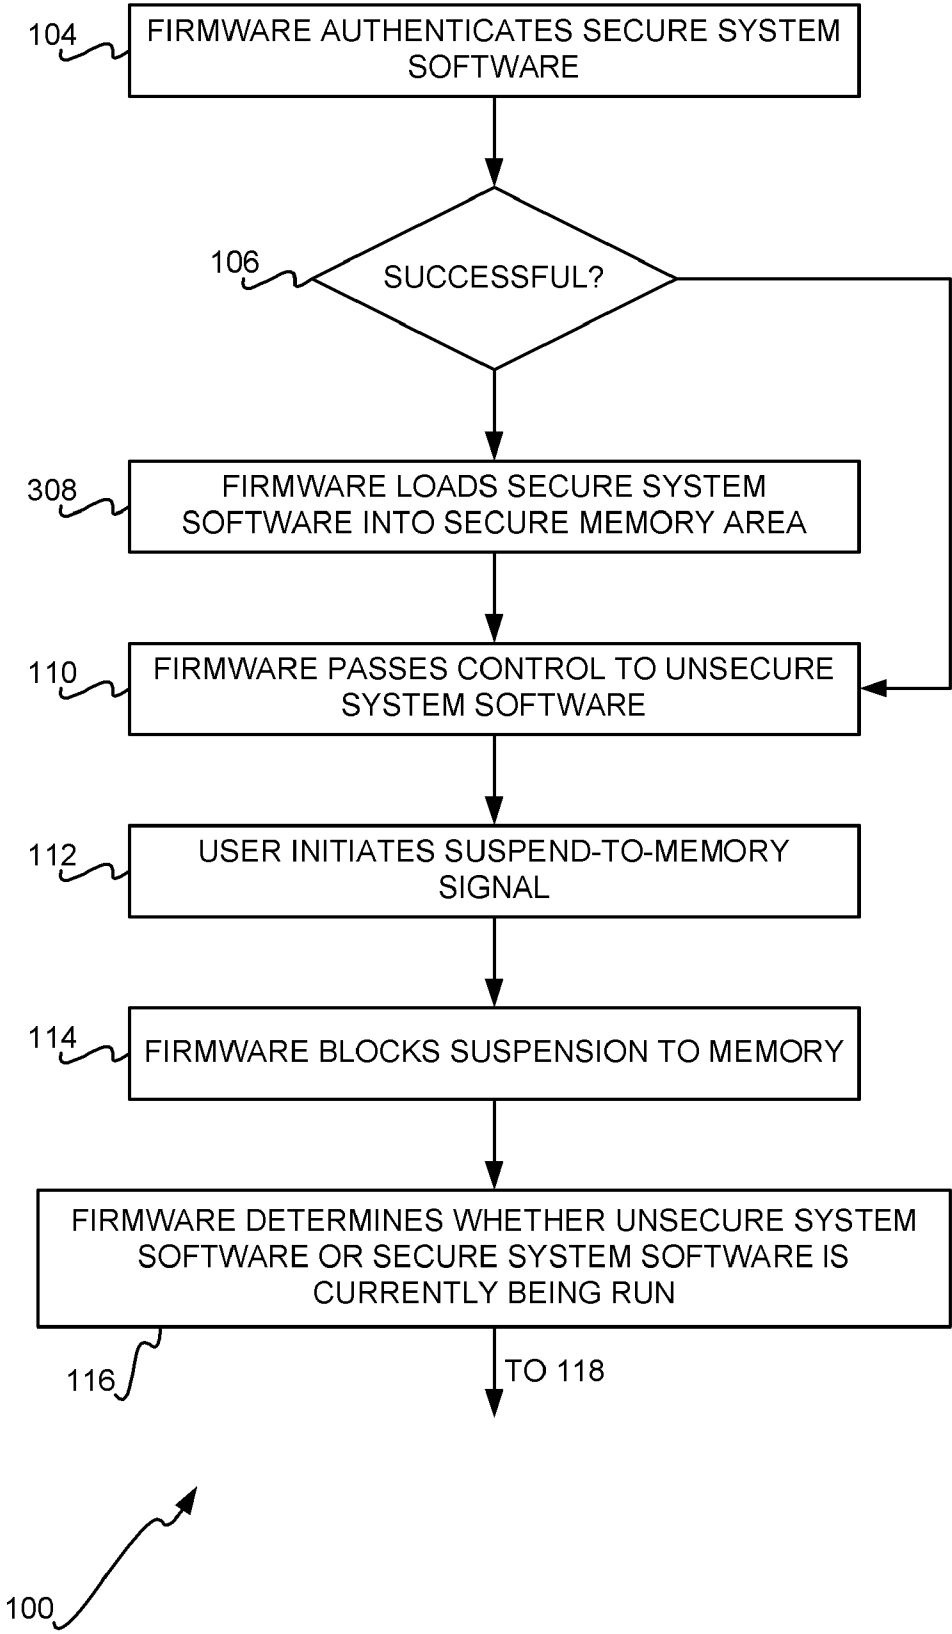 104
FIRMWARE AUTHENTICATES SECURE SYSTEM
SOFTWARE
106
SUCCESSFUL?
308
FIRMWARE LOADS SECURE SYSTEM
SOFTWARE INTO SECURE MEMORY AREA
110
FIRMWARE PASSES CONTROL TO UNSECURE
SYSTEM SOFTWARE
112
USER INITIATES SUSPEND-TO-MEMORY
SIGNAL
114
FIRMWARE BLOCKS SUSPENSION TO MEMORY
FIRMWARE DETERMINES WHETHER UNSECURE SYSTEM
SOFTWARE OR SECURE SYSTEM SOFTWARE IS
CURRENTLY BEING RUN
116
TO 118
100